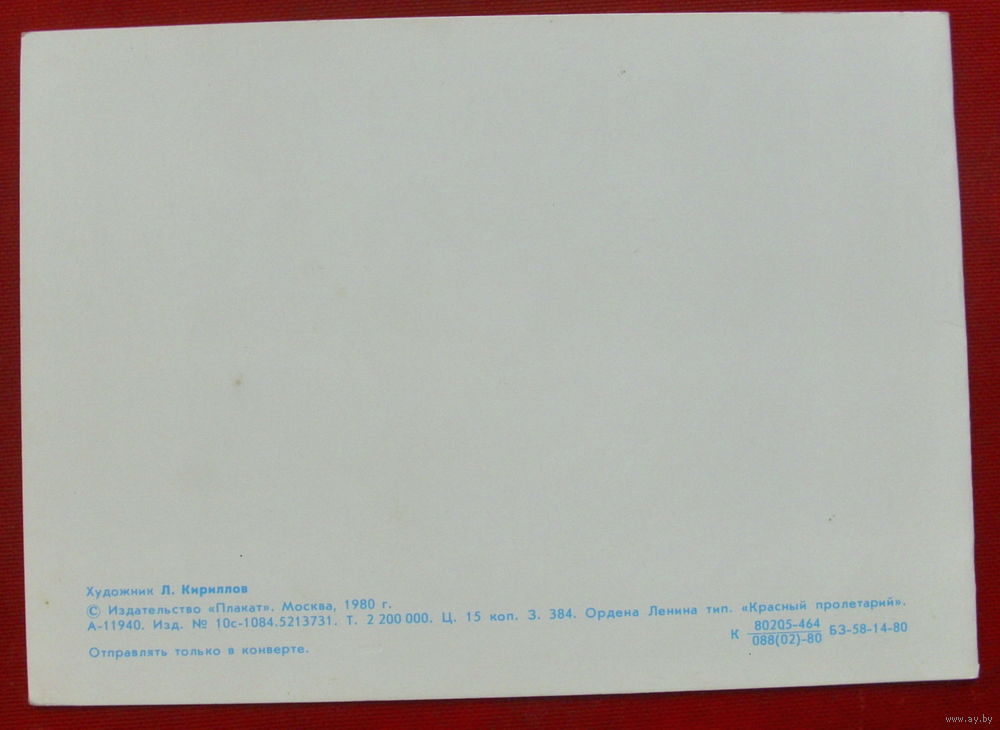 Художник Л. Кириллов
© Издательство «Плакат». Москва, 1980 г.
А-11940. Изд. № 10с-1084.5213731. Т. 2 200 000. Ц. 15 коп. З. 384. Ордена Ленина тип. «Красный пролетарий».
К 80205-464
088(02)-80 БЗ-58-14-80
Отправлять только в конверте.
www.ay.by